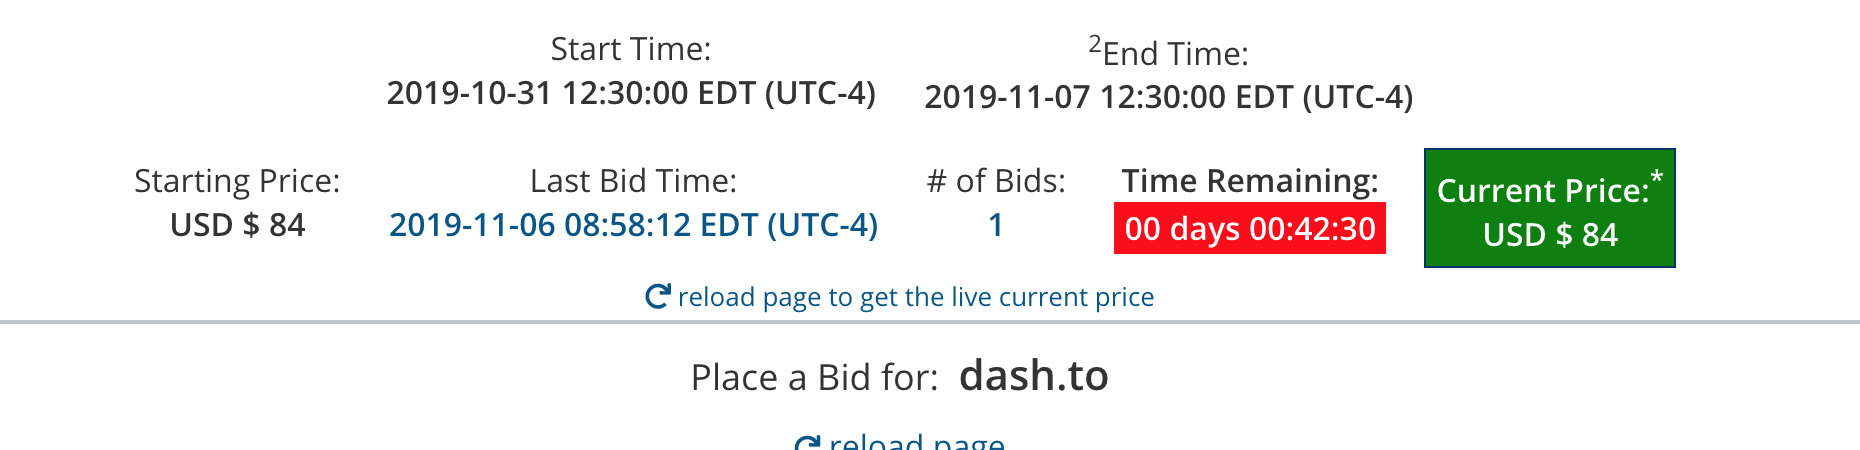 Start Time:
2019-10-31 12:30:00 EDT (UTC-4)
2End Time:
2019-11-07 12:30:00 EDT (UTC-4)
Starting Price:
USD $ 84
Last Bid Time:
2019-11-06 08:58:12 EDT (UTC-4)
# of Bids:
1
Time Remaining:
00 days 00:42:30
Current Price:*
USD $ 84
reload page to get the live current price
Place a Bid for: dash.to
reload page